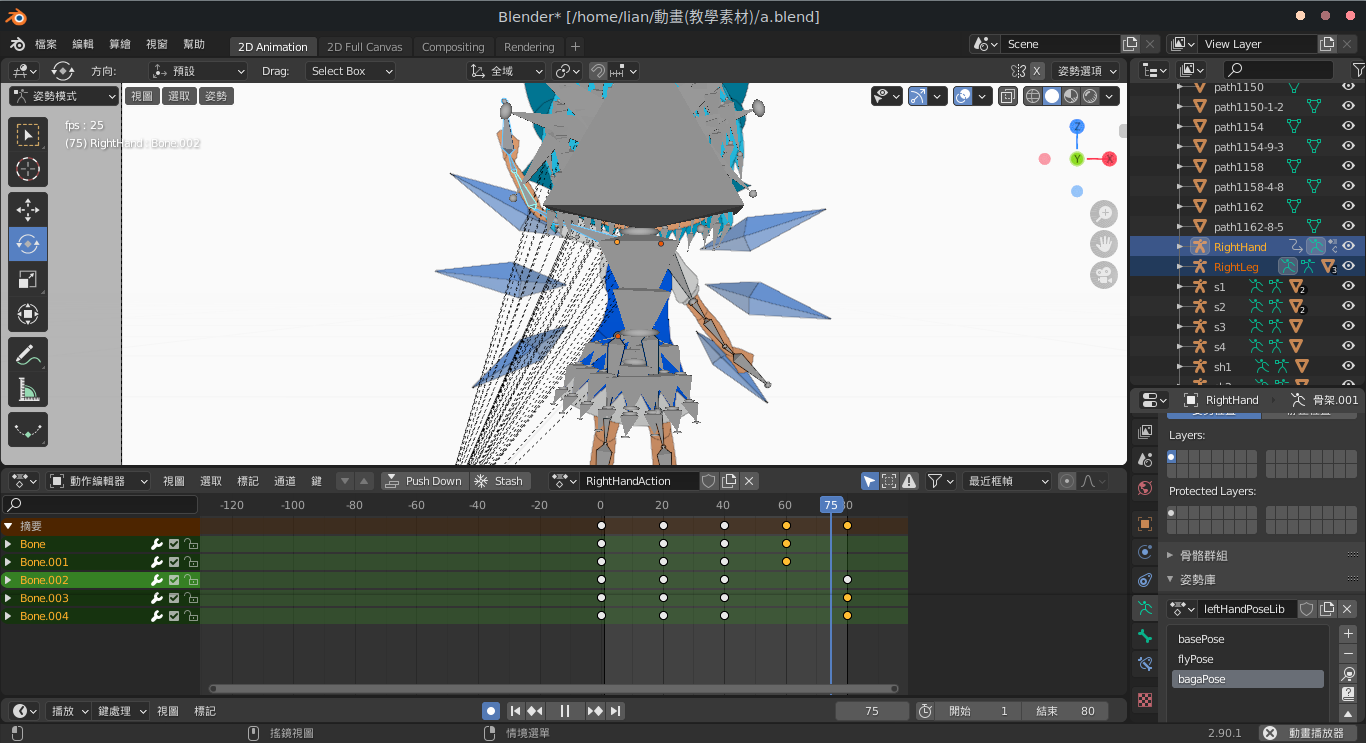 Blender* [/home/lian/動畫(教學素材)/a.blend]
檔案 編輯 算繪 視窗 幫助 2D Animation 2D Full Canvas Compositing Rendering + Scene View Layer
方向: 預設 Drag: Select Box 全域 X 姿勢選項
姿勢模式 視圖 選取 姿勢
fps : 25
(75) RightHand : Bone.002
Z
Y
X
path1150
path1150-1-2
path1154
path1154-9-3
path1158
path1158-4-8
path1162
path1162-8-5
RightHand
RightLeg 3
s1 2
s2 2
s3
s4
sh1
RightHand 骨架.001
Layers:
Protected Layers:
骨骼群組
姿勢庫
leftHandPoseLib
basePose
flyPose
bagaPose
動作編輯器 視圖 選取 標記 通道 鍵 Push Down Stash RightHandAction 最近框幀
-120 -100 -80 -60 -40 -20 0 20 40 60 75 80
摘要
Bone
Bone.001
Bone.002
Bone.003
Bone.004
播放 鍵處理 視圖 標記 75 開始 1 結束 80
搖鏡視圖 情境選單 2.90.1 動畫播放器